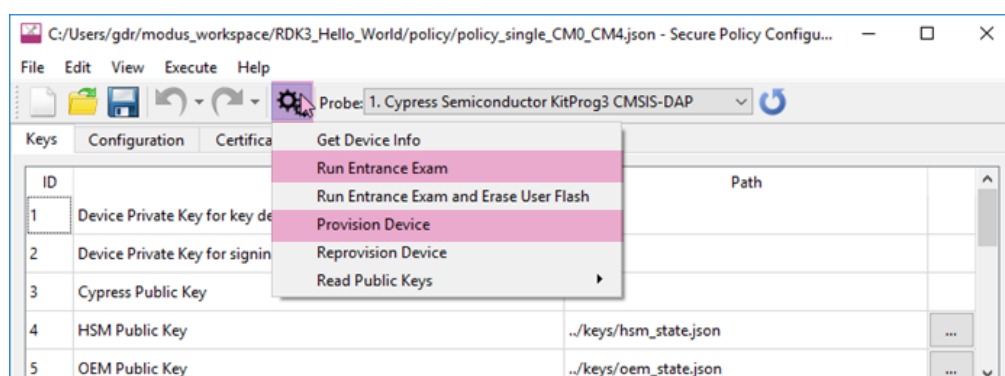 C:/Users/gdr/modus_workspace/RDK3_Hello_World/policy/policy_single_CM0_CM4.json - Secure Policy Configu...
File Edit View Execute Help
Probe: 1. Cypress Semiconductor KitProg3 CMSIS-DAP
Keys Configuration Certifica
Get Device Info
Run Entrance Exam
Run Entrance Exam and Erase User Flash
Provision Device
Reprovision Device
Read Public Keys
ID Path
1 Device Private Key for key de
2 Device Private Key for signin
3 Cypress Public Key
4 HSM Public Key ../keys/hsm_state.json ...
5 OEM Public Key ../keys/oem_state.json ...